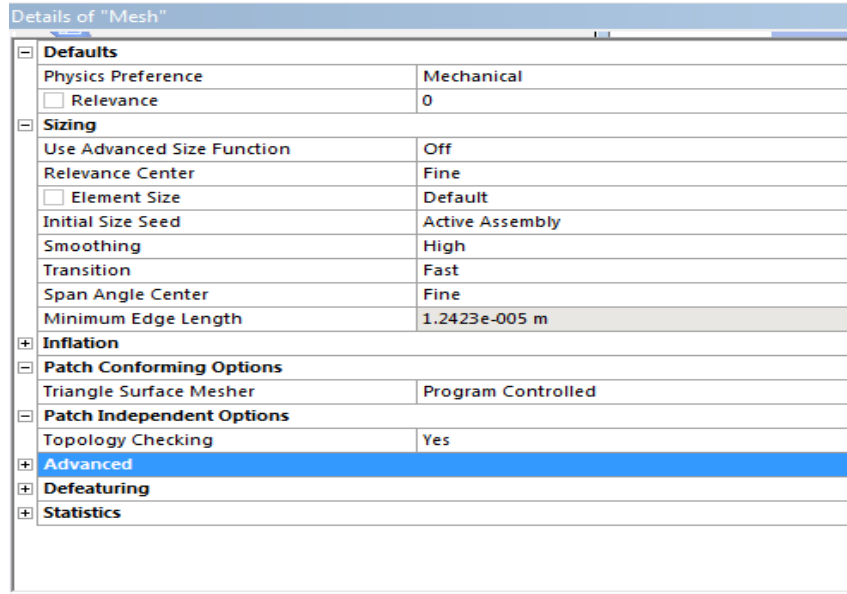 Details of "Mesh"
Defaults
Physics Preference Mechanical
Relevance 0
Sizing
Use Advanced Size Function Off
Relevance Center Fine
Element Size Default
Initial Size Seed Active Assembly
Smoothing High
Transition Fast
Span Angle Center Fine
Minimum Edge Length 1.2423e-005 m
Inflation
Patch Conforming Options
Triangle Surface Mesher Program Controlled
Patch Independent Options
Topology Checking Yes
Advanced
Defeaturing
Statistics